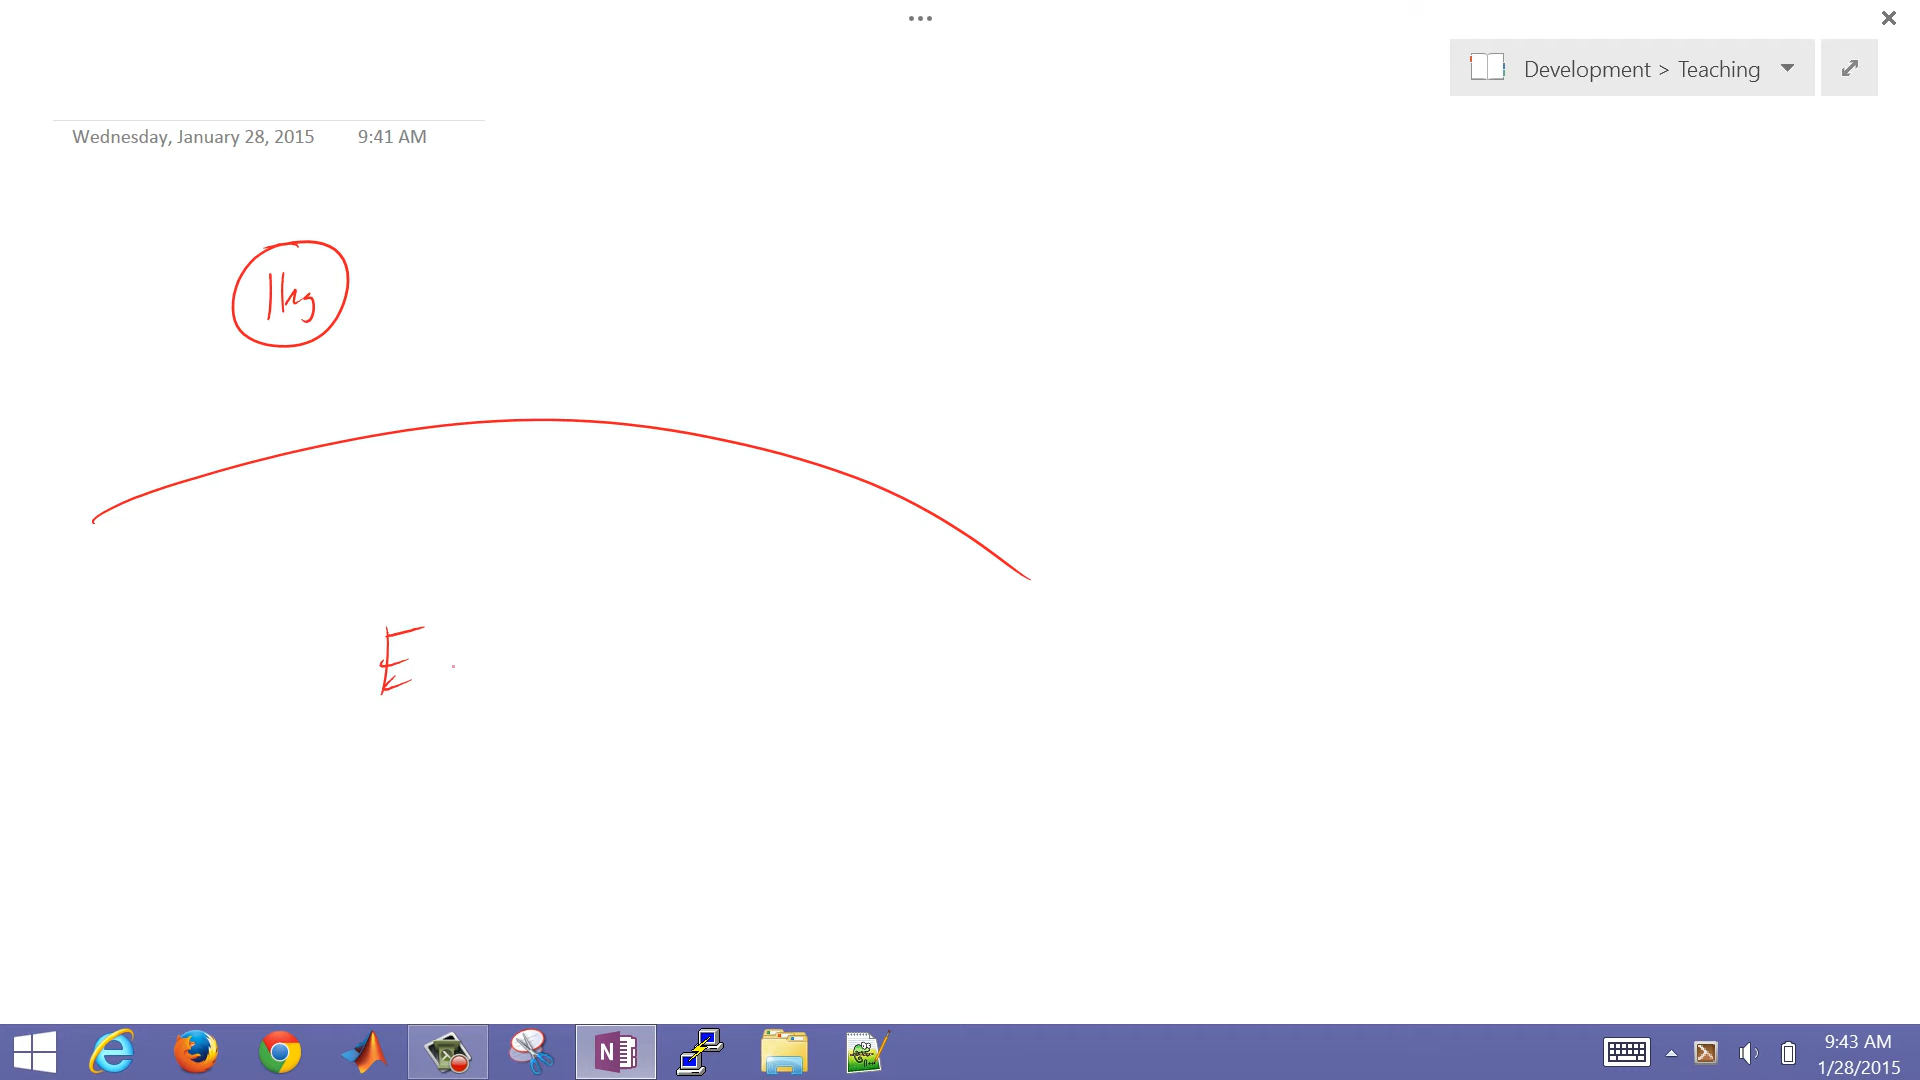 Development > Teaching
Wednesday, January 28, 2015 9:41 AM
1kg
E
N
9:43 AM
1/28/2015